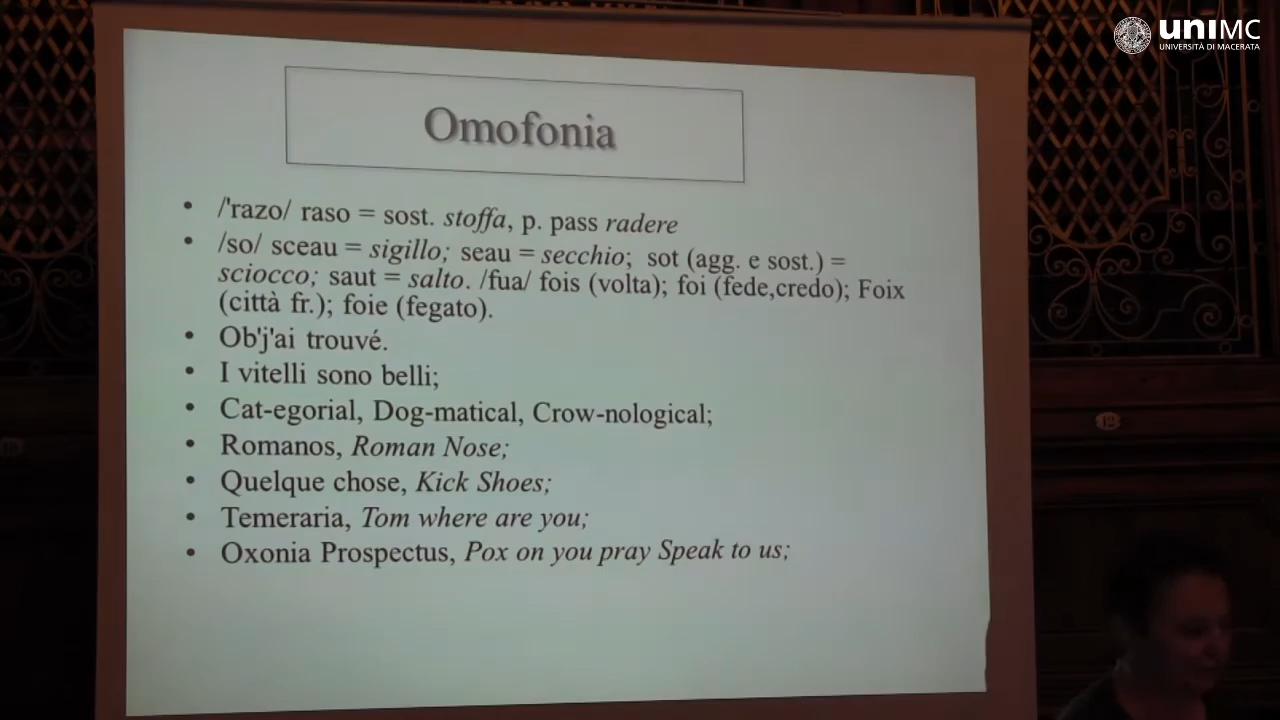 uniMC
UNIVERSITÀ DI MACERATA
Omofonia
• /'razo/ raso = sost. stoffa, p. pass radere
• /so/ sceau = sigillo; seau = secchio; sot (agg. e sost.) =
sciocco; saut = salto. /fua/ fois (volta); foi (fede,credo); Foix
(città fr.); foie (fegato).
• Ob'j'ai trouvé.
• I vitelli sono belli;
• Cat-egorial, Dog-matical, Crow-nological;
• Romanos, Roman Nose;
• Quelque chose, Kick Shoes;
• Temeraria, Tom where are you;
• Oxonia Prospectus, Pox on you pray Speak to us;
12